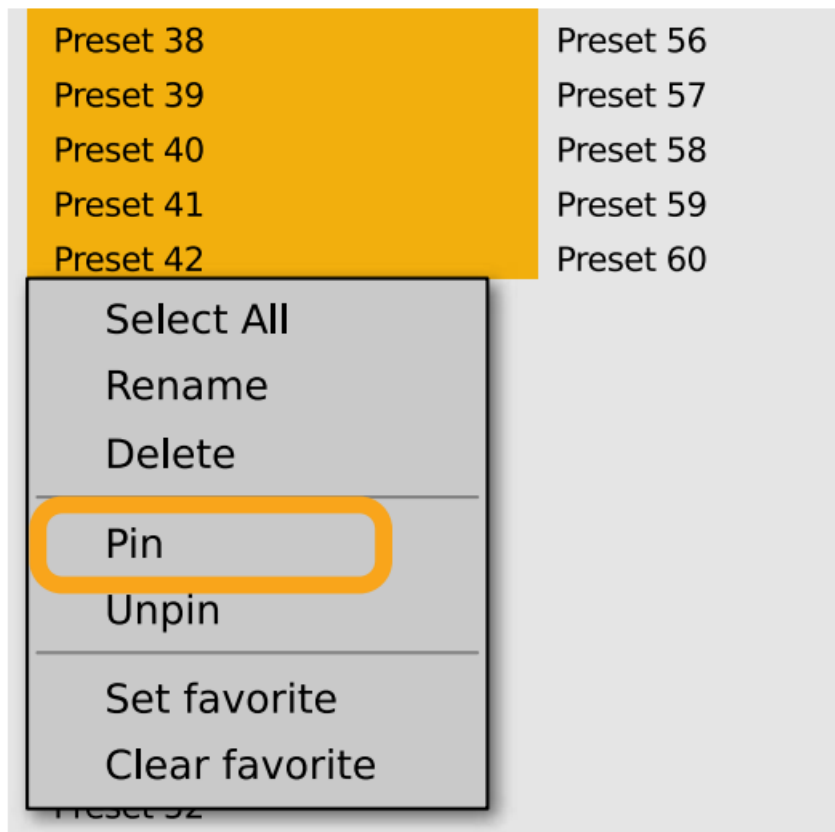 Preset 38
Preset 39
Preset 40
Preset 41
Preset 42
Preset 56
Preset 57
Preset 58
Preset 59
Preset 60
Select All
Rename
Delete
Pin
Unpin
Set favorite
Clear favorite